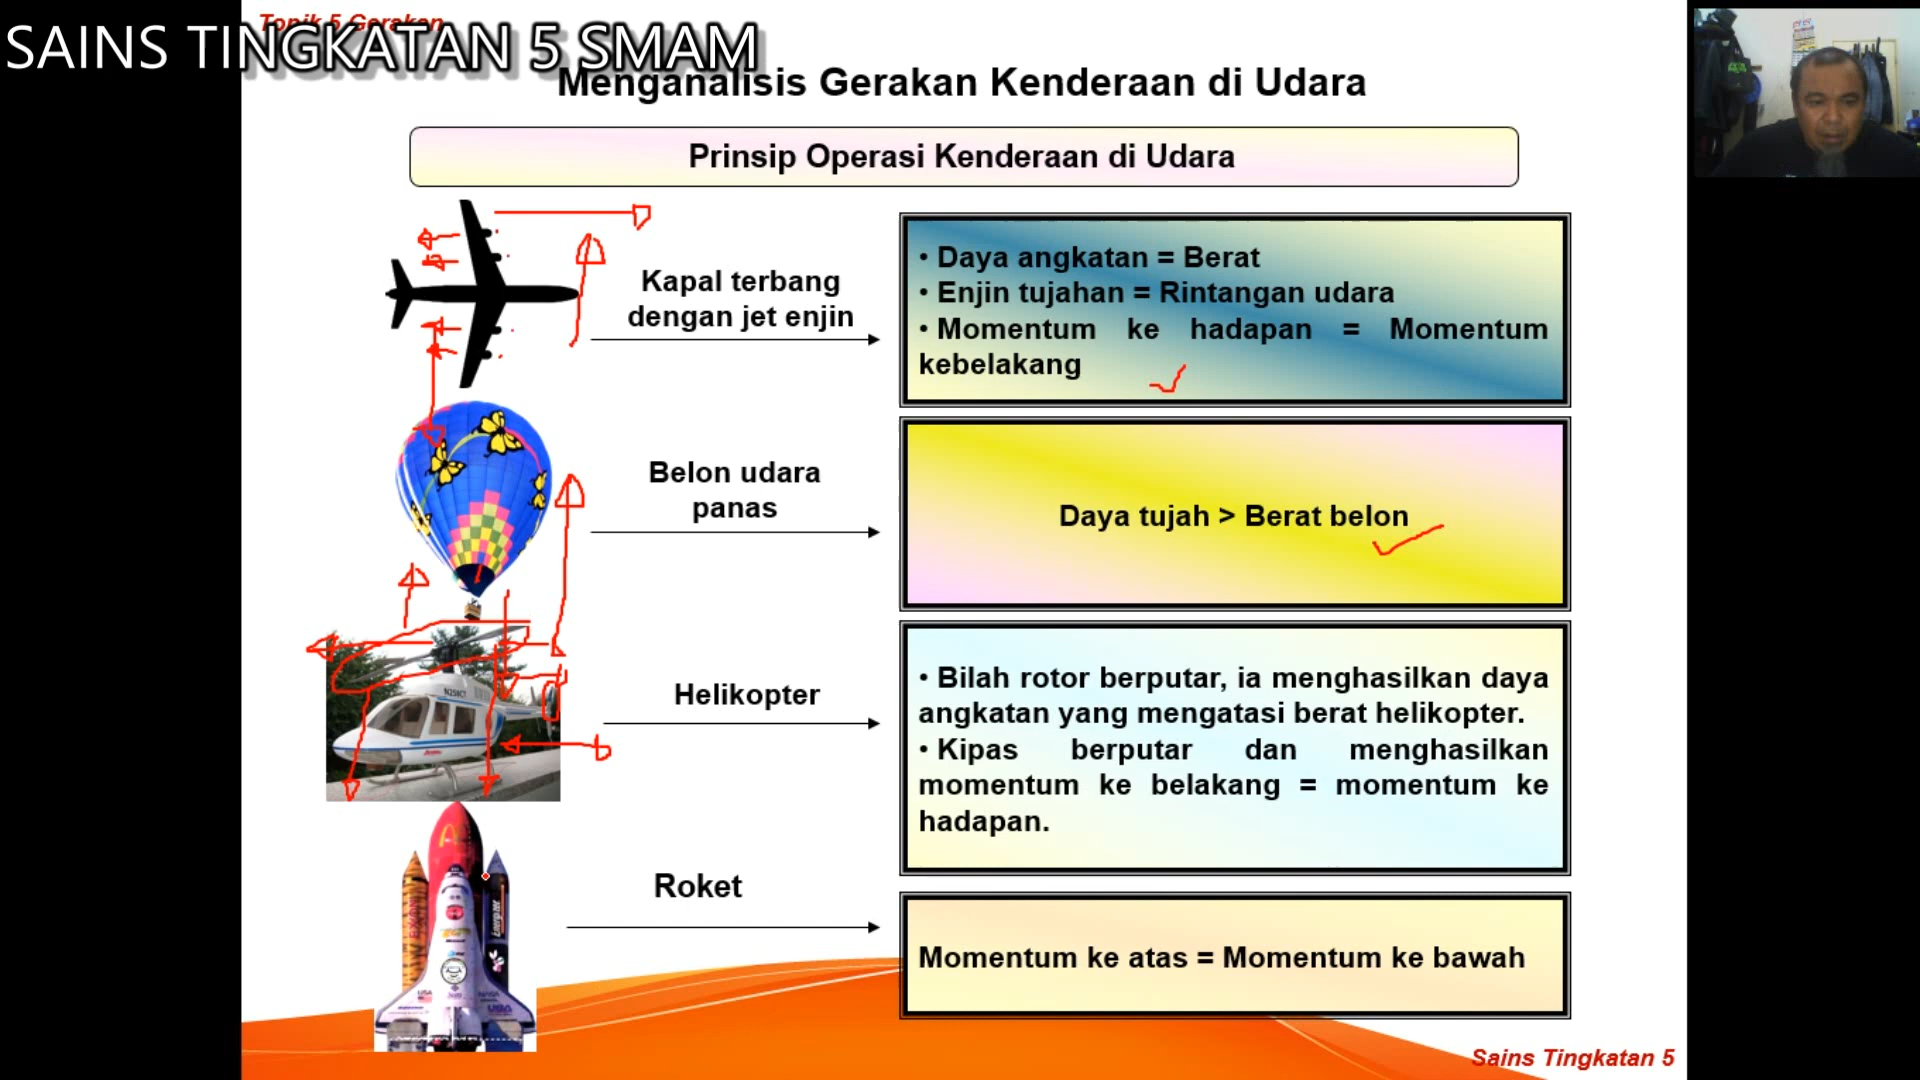 Topik 5 Gerakan
SAINS TINGKATAN 5 SMAM
Menganalisis Gerakan Kenderaan di Udara
Prinsip Operasi Kenderaan di Udara
Kapal terbang
dengan jet enjin
• Daya angkatan = Berat
• Enjin tujahan = Rintangan udara
• Momentum ke hadapan = Momentum
kebelakang
Belon udara
panas
Daya tujah > Berat belon
Helikopter
• Bilah rotor berputar, ia menghasilkan daya
angkatan yang mengatasi berat helikopter.
• Kipas berputar dan menghasilkan
momentum ke belakang = momentum ke
hadapan.
Roket
Momentum ke atas = Momentum ke bawah
USA
NASA
USA
Sains Tingkatan 5